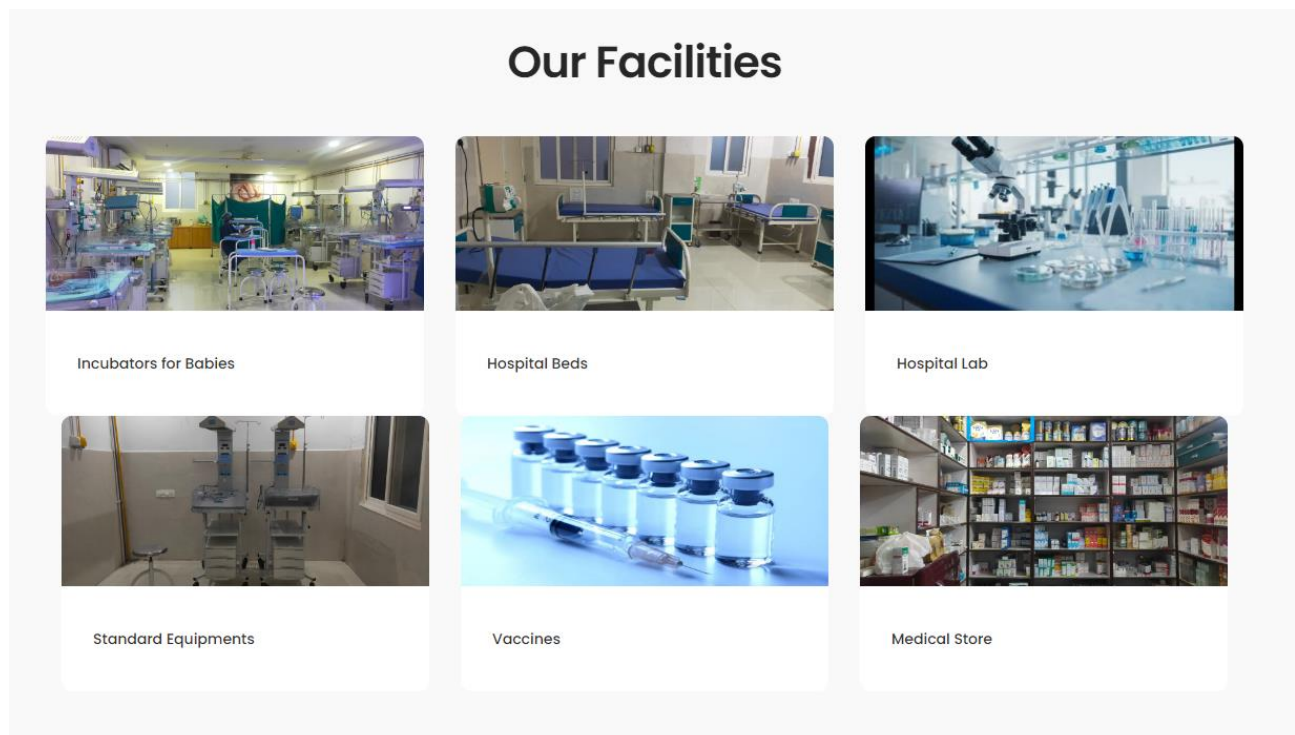 Our Facilities
Incubators for Babies
Hospital Beds
Hospital Lab
Standard Equipments
Vaccines
Medical Store